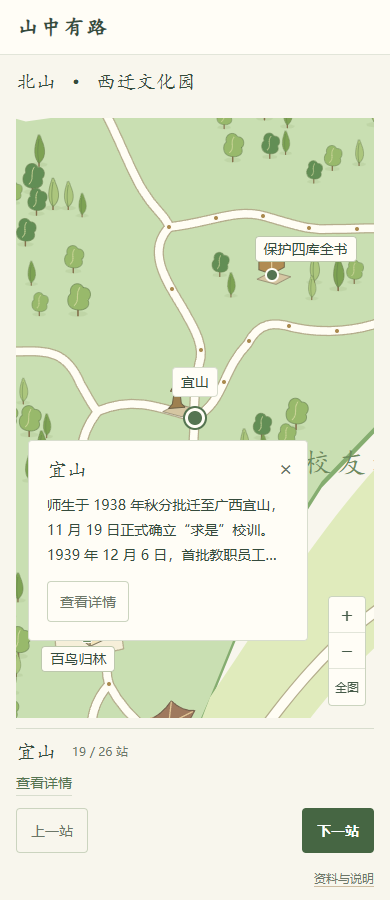 山中有路
北山 • 西迁文化园
保护四库全书
宜山
校友
宜山
×
师生于 1938 年秋分批迁至广西宜山，
11 月 19 日正式确立“求是”校训。
1939 年 12 月 6 日，首批教职员工…
查看详情
+
−
全图
百鸟归林
宜山 19 / 26 站
查看详情
上一站
下一站
资料与说明